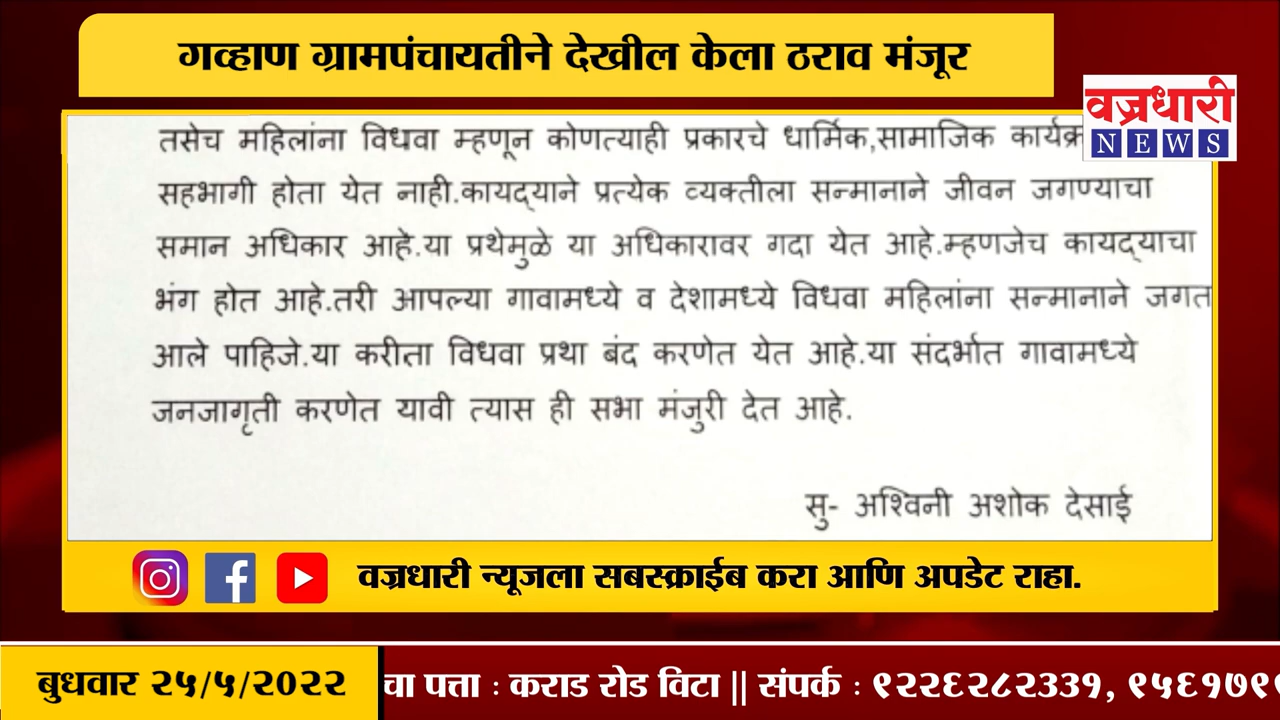 गव्हाण ग्रामपंचायतीने देखील केला ठराव मंजूर
वज्रधारी
NEWS
तसेच महिलांना विधवा म्हणून कोणत्याही प्रकारचे धार्मिक,सामाजिक
सहभागी होता येत नाही.कायद्याने प्रत्येक व्यक्तीला सन्मानाने जीवन जगण्याचा
समान अधिकार आहे.या प्रथेमुळे या अधिकारावर गदा येत आहे.म्हणजेच कायद्याचा
भंग होत आहे.तरी आपल्या गावामध्ये व देशामध्ये विधवा महिलांना सन्मानाने जगत
आले पाहिजे.या करीता विधवा प्रथा बंद करणेत येत आहे.या संदर्भात गावामध्ये
जनजागृती करणेत यावी त्यास ही सभा मंजुरी देत आहे.
सु- अश्विनी अशोक देसाई
वज्रधारी न्यूजला सबस्क्राईब करा आणि अपडेट राहा.
बुधवार २५/५/२०२२
चा पत्ता : कराड रोड विटा || संपर्क : ९२२६२८२३३१,